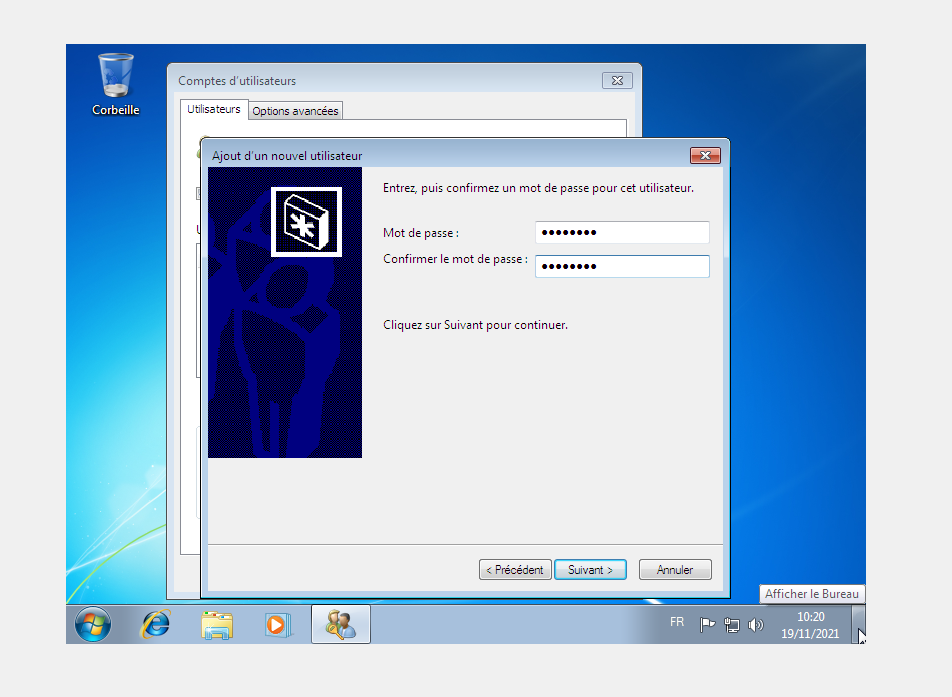 Corbeille
Comptes d'utilisateurs
Utilisateurs
Options avancées
Ajout d'un nouvel utilisateur
Entrez, puis confirmez un mot de passe pour cet utilisateur.
Mot de passe : ••••••••
Confirmer le mot de passe : ••••••••
Cliquez sur Suivant pour continuer.
< Précédent
Suivant >
Annuler
Afficher le Bureau
FR
10:20
19/11/2021